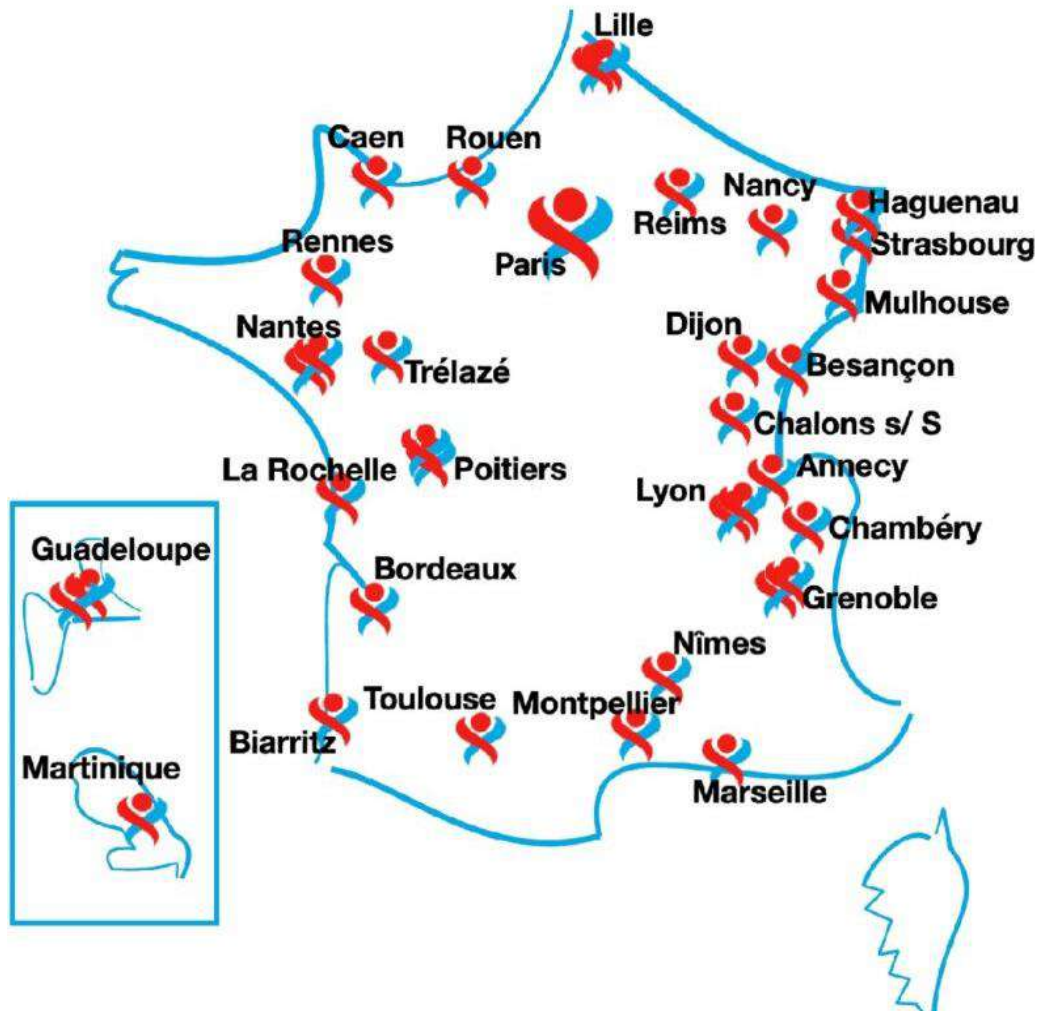 Lille
Caen
Rouen
Nancy
Haguenau
Reims
Strasbourg
Rennes
Paris
Mulhouse
Nantes
Dijon
Trélazé
Besançon
Chalons s/ S
La Rochelle
Poitiers
Annecy
Lyon
Chambéry
Guadeloupe
Bordeaux
Grenoble
Nîmes
Toulouse
Montpellier
Biarritz
Martinique
Marseille